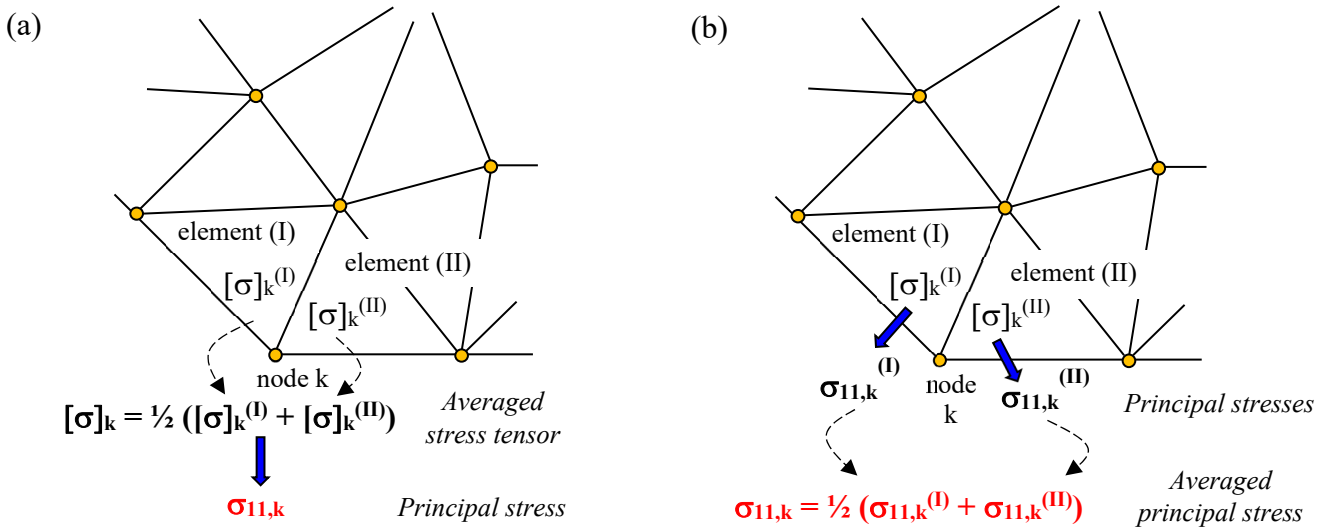 (a)
element (I)
element (II)
[σ]k(I)
[σ]k(II)
node k
[σ]k = ½ ([σ]k(I) + [σ]k(II))
Averaged
stress tensor
σ11,k
Principal stress
(b)
element (I)
element (II)
[σ]k(I)
[σ]k(II)
σ11,k(I)
node
k
σ11,k(II)
Principal stresses
σ11,k = ½ (σ11,k(I) + σ11,k(II))
Averaged
principal stress